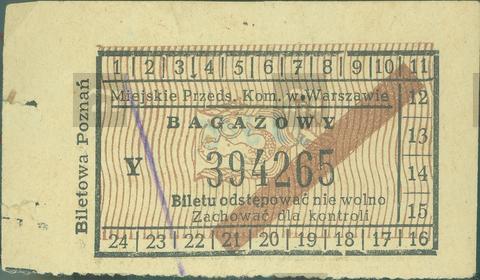 1 2 3 4 5 6 7 8 9 10 11
Miejskie Przeds. Kom. w Warszawie 12
BAGAŻOWY 13
Y 394265 14
Biletu odstępować nie wolno
Zachować dla kontroli 15
24 23 22 21 20 19 18 17 16
Biletowa Poznań